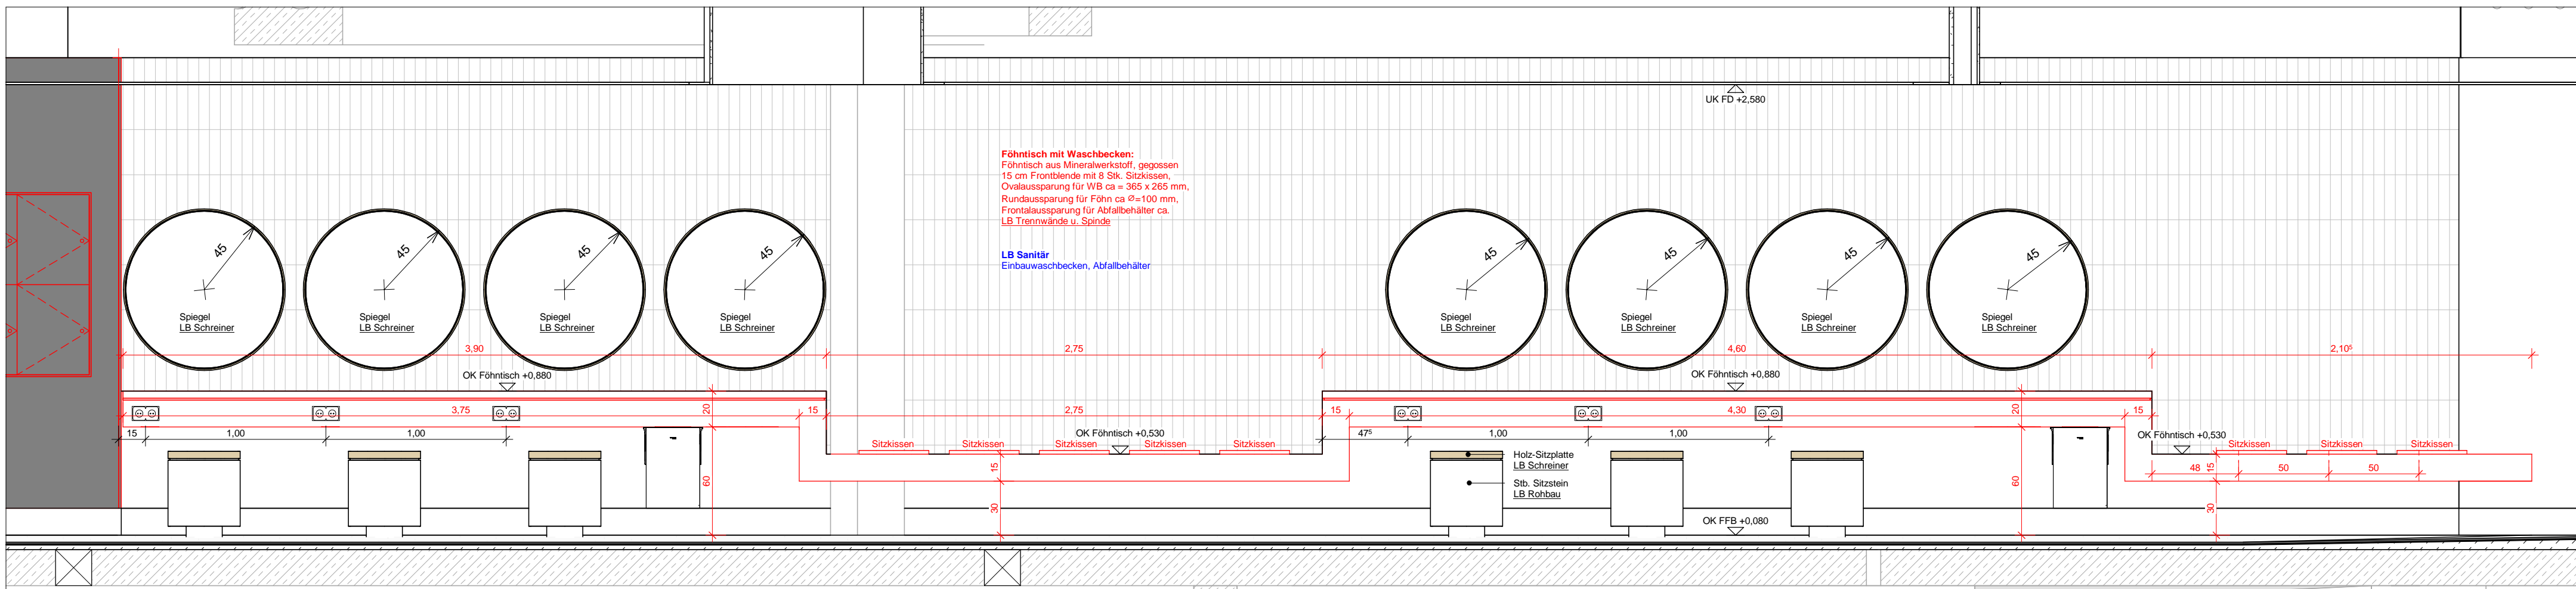 UK FD +2,580
Föhntisch mit Waschbecken:
Föhntisch aus Mineralwerkstoff, gegossen
15 cm Frontblende mit 8 Stk. Sitzkissen,
Ovalaussparung für WB ca = 365 x 265 mm,
Rundaussparung für Föhn ca Ø=100 mm,
Frontalaussparung für Abfallbehälter ca.
LB Trennwände u. Spinde
LB Sanitär
Einbauwaschbecken, Abfallbehälter
45
45
45
45
45
45
45
45
Spiegel
LB Schreiner
Spiegel
LB Schreiner
Spiegel
LB Schreiner
Spiegel
LB Schreiner
Spiegel
LB Schreiner
Spiegel
LB Schreiner
Spiegel
LB Schreiner
Spiegel
LB Schreiner
3,90
2,75
4,60
2,10⁵
OK Föhntisch +0,880
OK Föhntisch +0,880
3,75
20
15
2,75
15
4,30
20
15
15
1,00
1,00
OK Föhntisch +0,530
47⁵
1,00
1,00
OK Föhntisch +0,530
Sitzkissen
Sitzkissen
Sitzkissen
Sitzkissen
Sitzkissen
Sitzkissen
Sitzkissen
Sitzkissen
Holz-Sitzplatte
LB Schreiner
Stb. Sitzstein
LB Rohbau
15
48
15
50
50
60
30
60
30
OK FFB +0,080